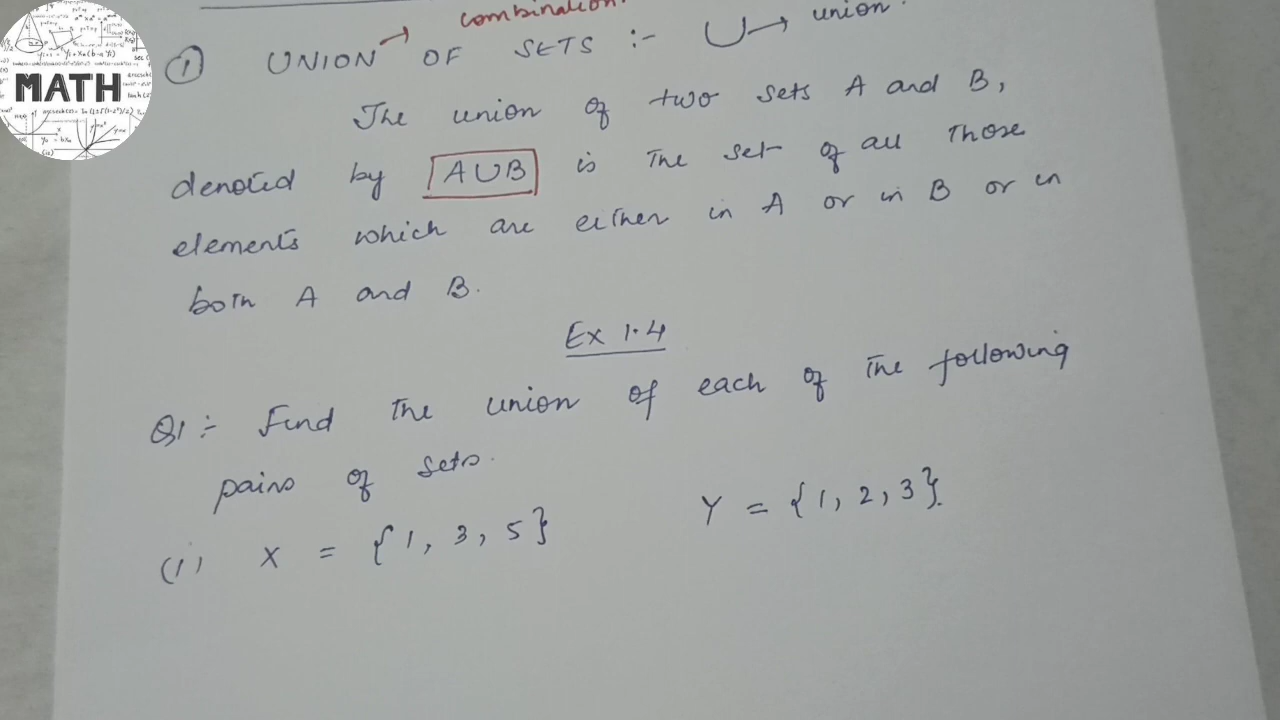 combination.
① UNION → OF SETS :- ∪ → union.
The union of two sets A and B,
denoted by A∪B is the set of all those
elements which are either in A or in B or in
both A and B.
Ex 1.4
Q1 :- Find the union of each of the following
pairs of sets.
(i) X = {1, 3, 5} Y = {1, 2, 3}.
MATH